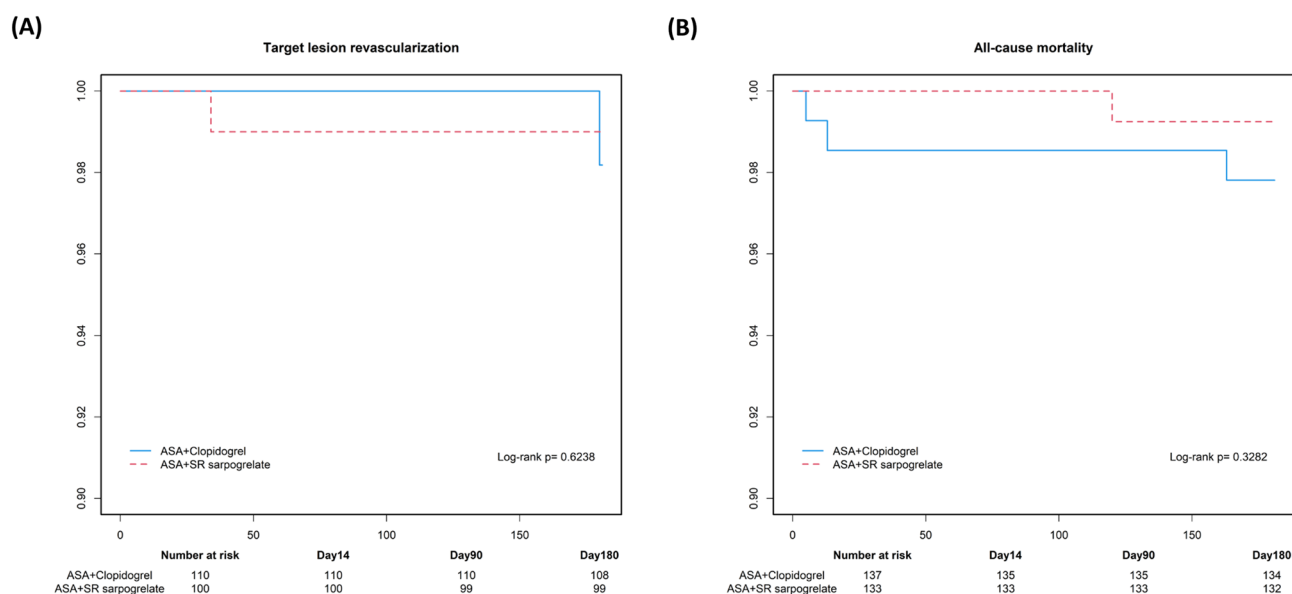 (A)
Target lesion revascularization
1.00
0.98
0.96
0.94
0.92
0.90
ASA+Clopidogrel
ASA+SR sarpogrelate
Log-rank p= 0.6238
0 50 100 150
Number at risk Day14 Day90 Day180
ASA+Clopidogrel 110 110 110 108
ASA+SR sarpogrelate 100 100 99 99
(B)
All-cause mortality
1.00
0.98
0.96
0.94
0.92
0.90
ASA+Clopidogrel
ASA+SR sarpogrelate
Log-rank p= 0.3282
0 50 100 150
Number at risk Day14 Day90 Day180
ASA+Clopidogrel 137 135 135 134
ASA+SR sarpogrelate 133 133 133 132